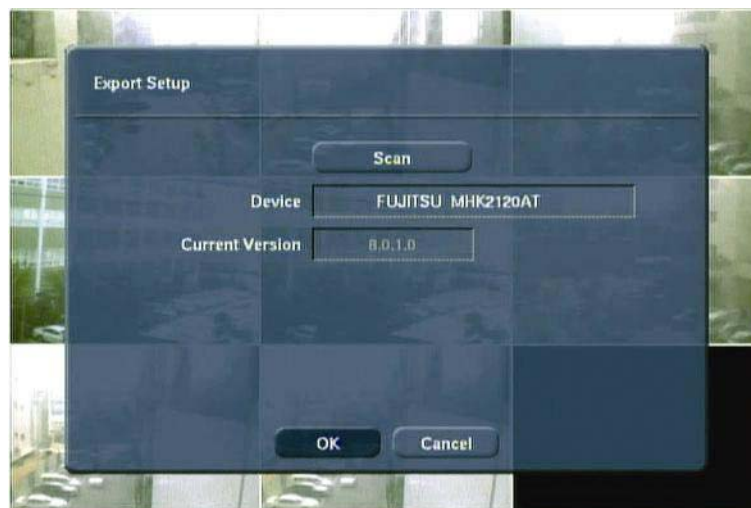 Export Setup
Scan
Device FUJITSU MHK2120AT
Current Version 8.0.1.0
OK Cancel